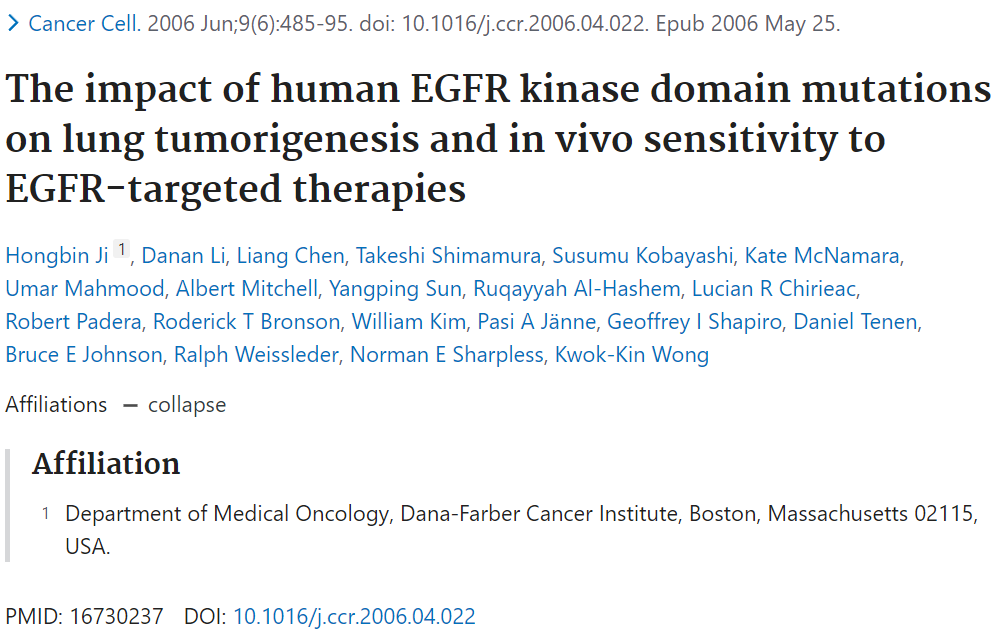 > Cancer Cell. 2006 Jun;9(6):485-95. doi: 10.1016/j.ccr.2006.04.022. Epub 2006 May 25.
The impact of human EGFR kinase domain mutations
on lung tumorigenesis and in vivo sensitivity to
EGFR-targeted therapies
Hongbin Ji 1, Danan Li, Liang Chen, Takeshi Shimamura, Susumu Kobayashi, Kate McNamara,
Umar Mahmood, Albert Mitchell, Yangping Sun, Ruqayyah Al-Hashem, Lucian R Chirieac,
Robert Padera, Roderick T Bronson, William Kim, Pasi A Jänne, Geoffrey I Shapiro, Daniel Tenen,
Bruce E Johnson, Ralph Weissleder, Norman E Sharpless, Kwok-Kin Wong
Affiliations — collapse
Affiliation
1 Department of Medical Oncology, Dana-Farber Cancer Institute, Boston, Massachusetts 02115,
USA.
PMID: 16730237 DOI: 10.1016/j.ccr.2006.04.022